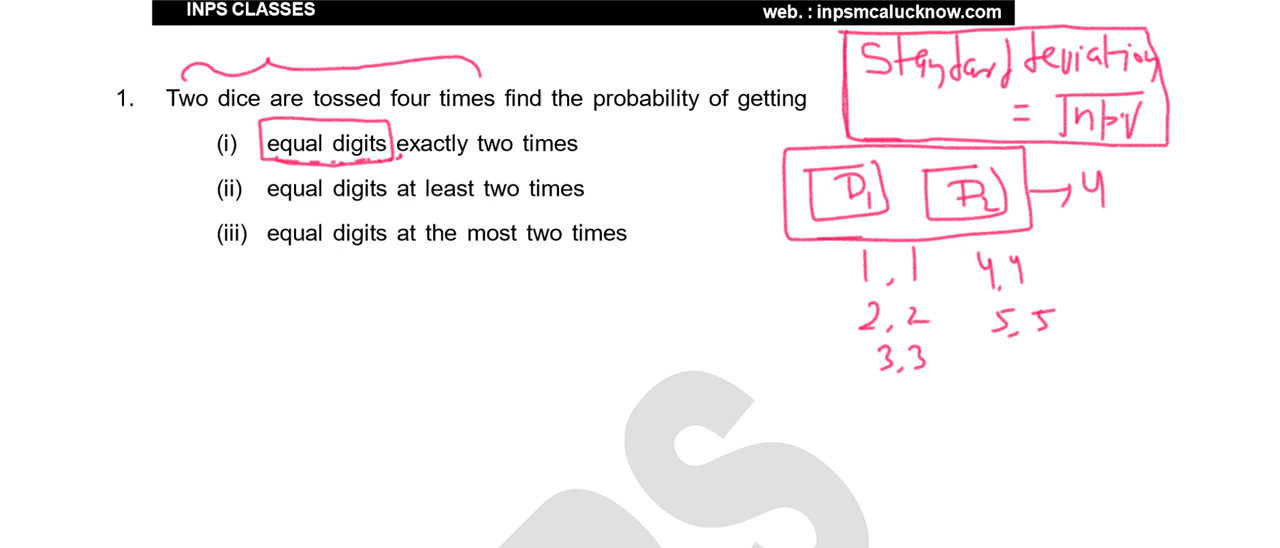 INPS CLASSES
web. : inpsmcalucknow.com
Standard deviation
= √npq
1. Two dice are tossed four times find the probability of getting
(i) equal digits exactly two times
(ii) equal digits at least two times
(iii) equal digits at the most two times
D1 D2 → 4
1, 1 4, 4
2, 2 5, 5
3, 3